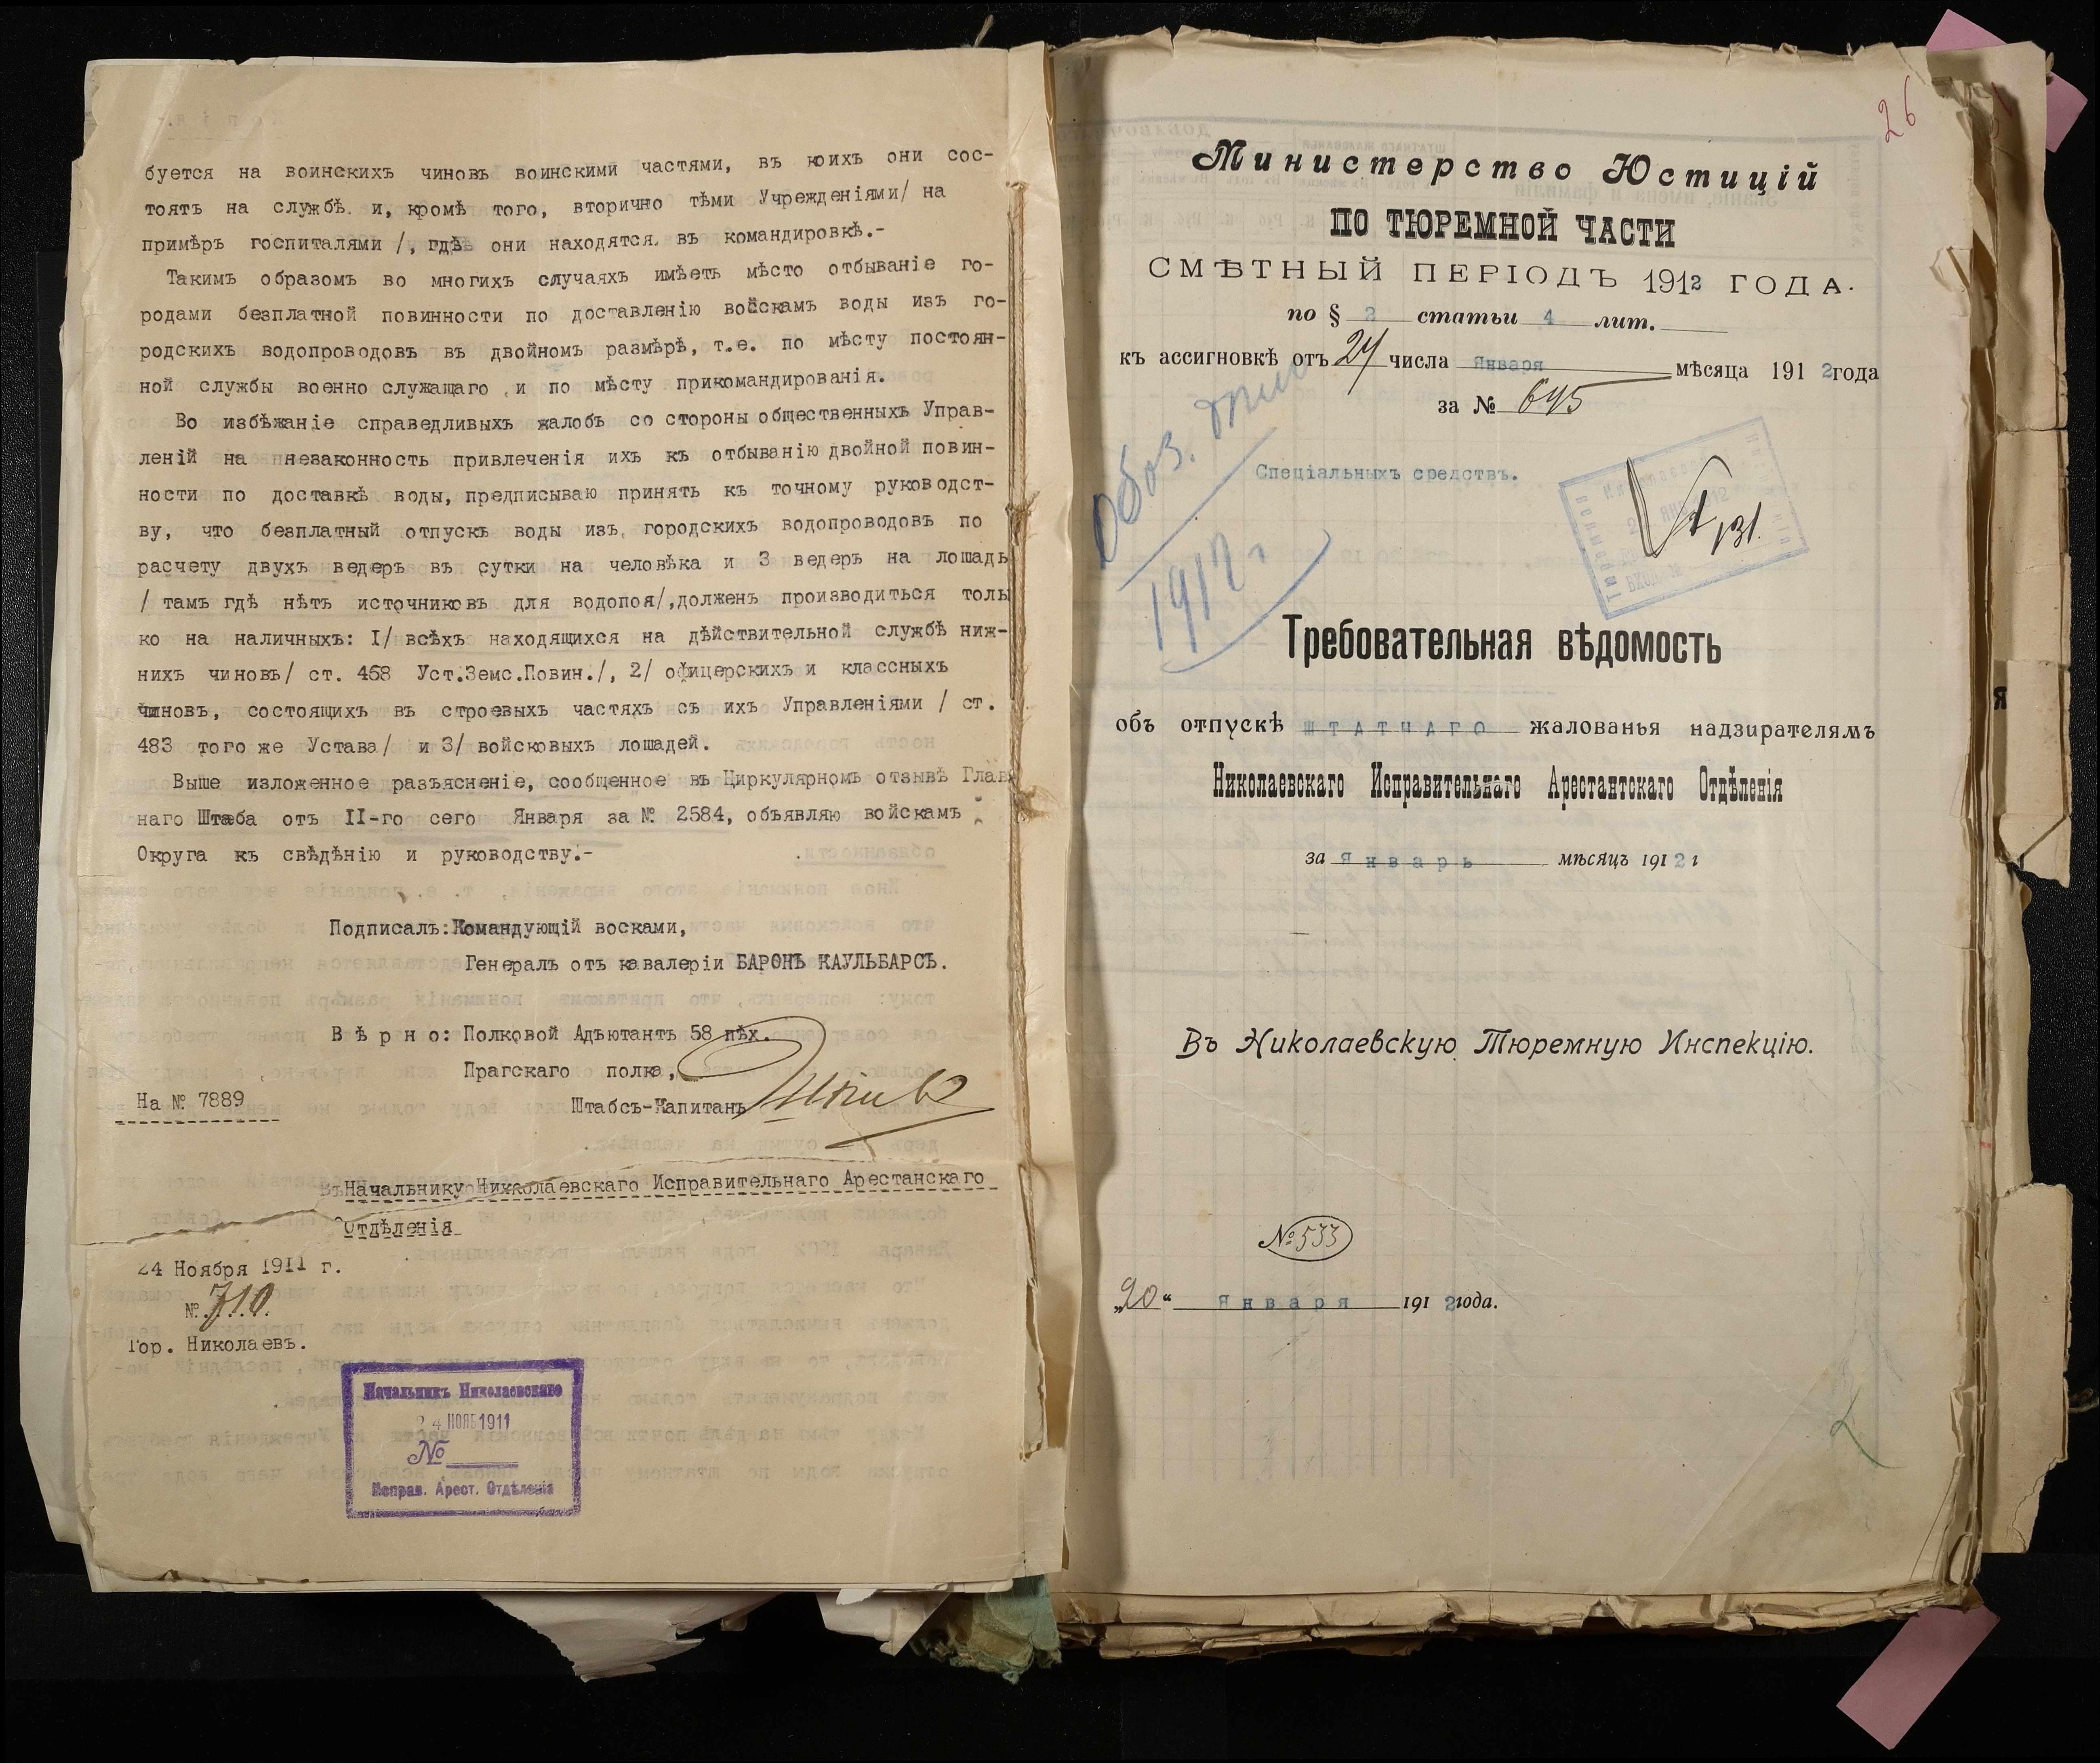 буется на воинскихъ чиновъ воинскими частями, въ коихъ они сос-
тоятъ на службѣ и, кромѣ того, вторично тѣми Учрежденіями/ на
примѣръ госпиталями /, гдѣ они находятся въ командировкѣ.-
Такимъ образомъ во многихъ случаяхъ имѣетъ мѣсто отбываніе го-
родами безплатной повинности по доставленію войскамъ воды изъ го-
родскихъ водопроводовъ въ двойномъ размѣрѣ, т.е. по мѣсту постоян-
ной службы военно служащаго и по мѣсту прикомандированія.
Во избѣжаніе справедливыхъ жалобъ со стороны общественныхъ Управ-
леній на незаконность привлеченія ихъ къ отбыванію двойной повин-
ности по доставкѣ воды, предписываю принять къ точному руководст-
ву, что безплатный отпускъ воды изъ городскихъ водопроводовъ по
расчету двухъ ведеръ въ сутки на человѣка и 3 ведеръ на лошадь
/ тамъ гдѣ нѣтъ источниковъ для водопоя/, долженъ производиться толь
ко на наличныхъ: I/ всѣхъ находящихся на дѣйствительной службѣ ниж-
нихъ чиновъ/ ст. 458 Уст.Земс.Повин./, 2/ офицерскихъ и классныхъ
чиновъ, состоящихъ въ строевыхъ частяхъ съ ихъ Управленіями / ст.
483 того же Устава/ и 3/ войсковыхъ лошадей.
Выше изложенное разъясненіе, сообщенное въ Циркулярномъ отзывѣ Глав
наго Штаба отъ II-го сего Января за № 2584, объявляю войскамъ
Округа къ свѣдѣнію и руководству.-
Подписалъ: Командующій восками,
Генералъ отъ кавалеріи БАРОНЪ КАУЛЬБАРСЪ.
Вѣрно: Полковой Адъютантъ 58 пѣх.
Прагскаго полка,
На № 7889
Штабсъ-Капитанъ
Начальнику Николаевскаго Исправительнаго Арестанскаго
Отдѣленія
24 Ноября 1911 г.
№ 710.
Гор. Николаевъ.
Начальникъ Николаевскаго
24 НОЯБ 1911
№
Исправ. Арест. Отдѣленія
26
Министерство Юстицій
ПО ТЮРЕМНОЙ ЧАСТИ
СМѢТНЫЙ ПЕРІОДЪ 1912 ГОДА.
по § 2 статьи 4 лит.
къ ассигновкѣ отъ 24 числа Января мѣсяца 1912 года
за № 645
Спеціальныхъ средствъ.
1912 г
Требовательная вѣдомость
объ отпускѣ штатнаго жалованья надзирателямъ
Николаевскаго Исправительнаго Арестантскаго Отдѣленія
за январь мѣсяцъ 1912 г
Въ Николаевскую Тюремную Инспекцію.
№ 533
„20“ Января 1912 года.